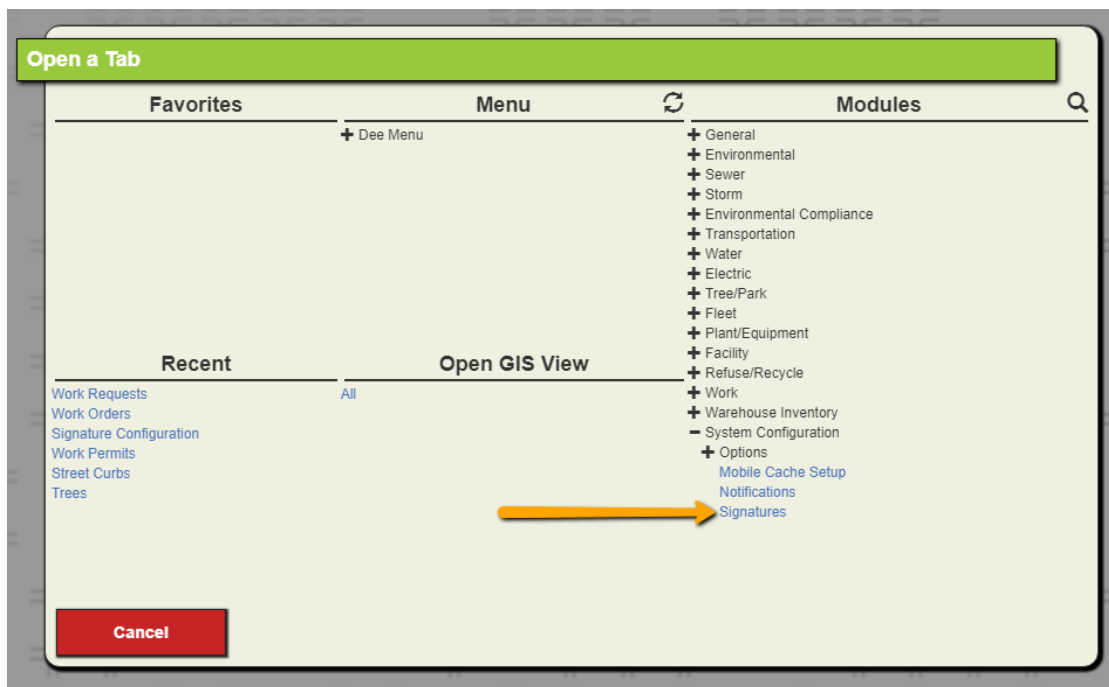 Open a Tab
Favorites
Menu
Dee Menu
Modules
General
Environmental
Sewer
Storm
Environmental Compliance
Transportation
Water
Electric
Tree/Park
Fleet
Plant/Equipment
Facility
Refuse/Recycle
Work
Warehouse Inventory
System Configuration
Options
Mobile Cache Setup
Notifications
Signatures
Recent
Work Requests
Work Orders
Signature Configuration
Work Permits
Street Curbs
Trees
Open GIS View
All
Cancel